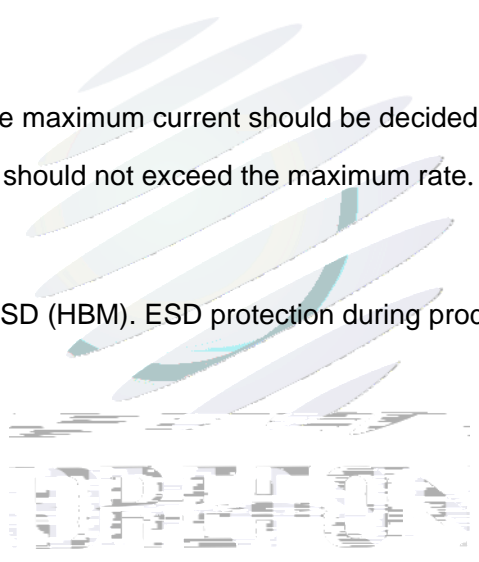 e maximum current should be decided
should not exceed the maximum rate.
SD (HBM). ESD protection during proc